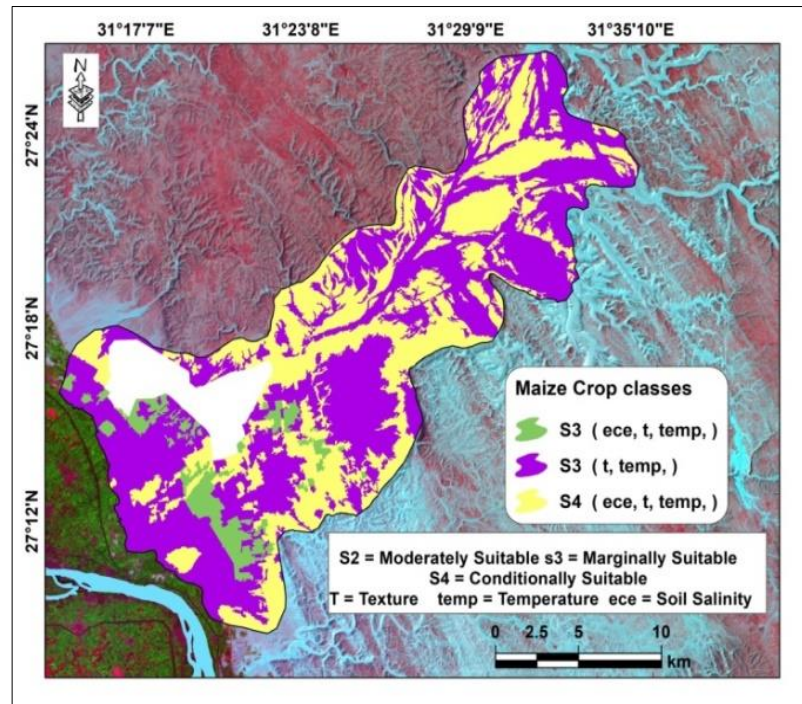 31°17'7"E 31°23'8"E 31°29'9"E 31°35'10"E
N
27°24'N
27°18'N
27°12'N
Maize Crop classes
S3 ( ece, t, temp, )
S3 ( t, temp, )
S4 ( ece, t, temp, )
S2 = Moderately Suitable s3 = Marginally Suitable
S4 = Conditionally Suitable
T = Texture temp = Temperature ece = Soil Salinity
0 2.5 5 10
km